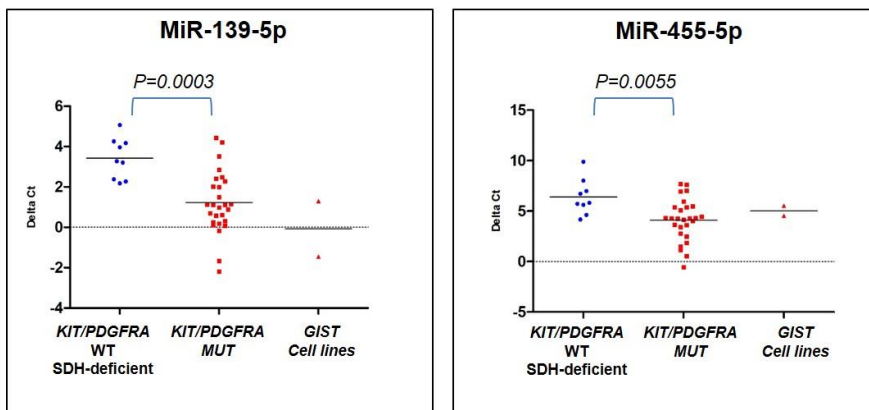 MiR-139-5p
P=0.0003
6
4
2
0
-2
-4
Delta Ct
KIT/PDGFRA
WT
SDH-deficient
KIT/PDGFRA
MUT
GIST
Cell lines
MiR-455-5p
P=0.0055
15
10
5
0
-5
Delta Ct
KIT/PDGFRA
WT
SDH-deficient
KIT/PDGFRA
MUT
GIST
Cell lines